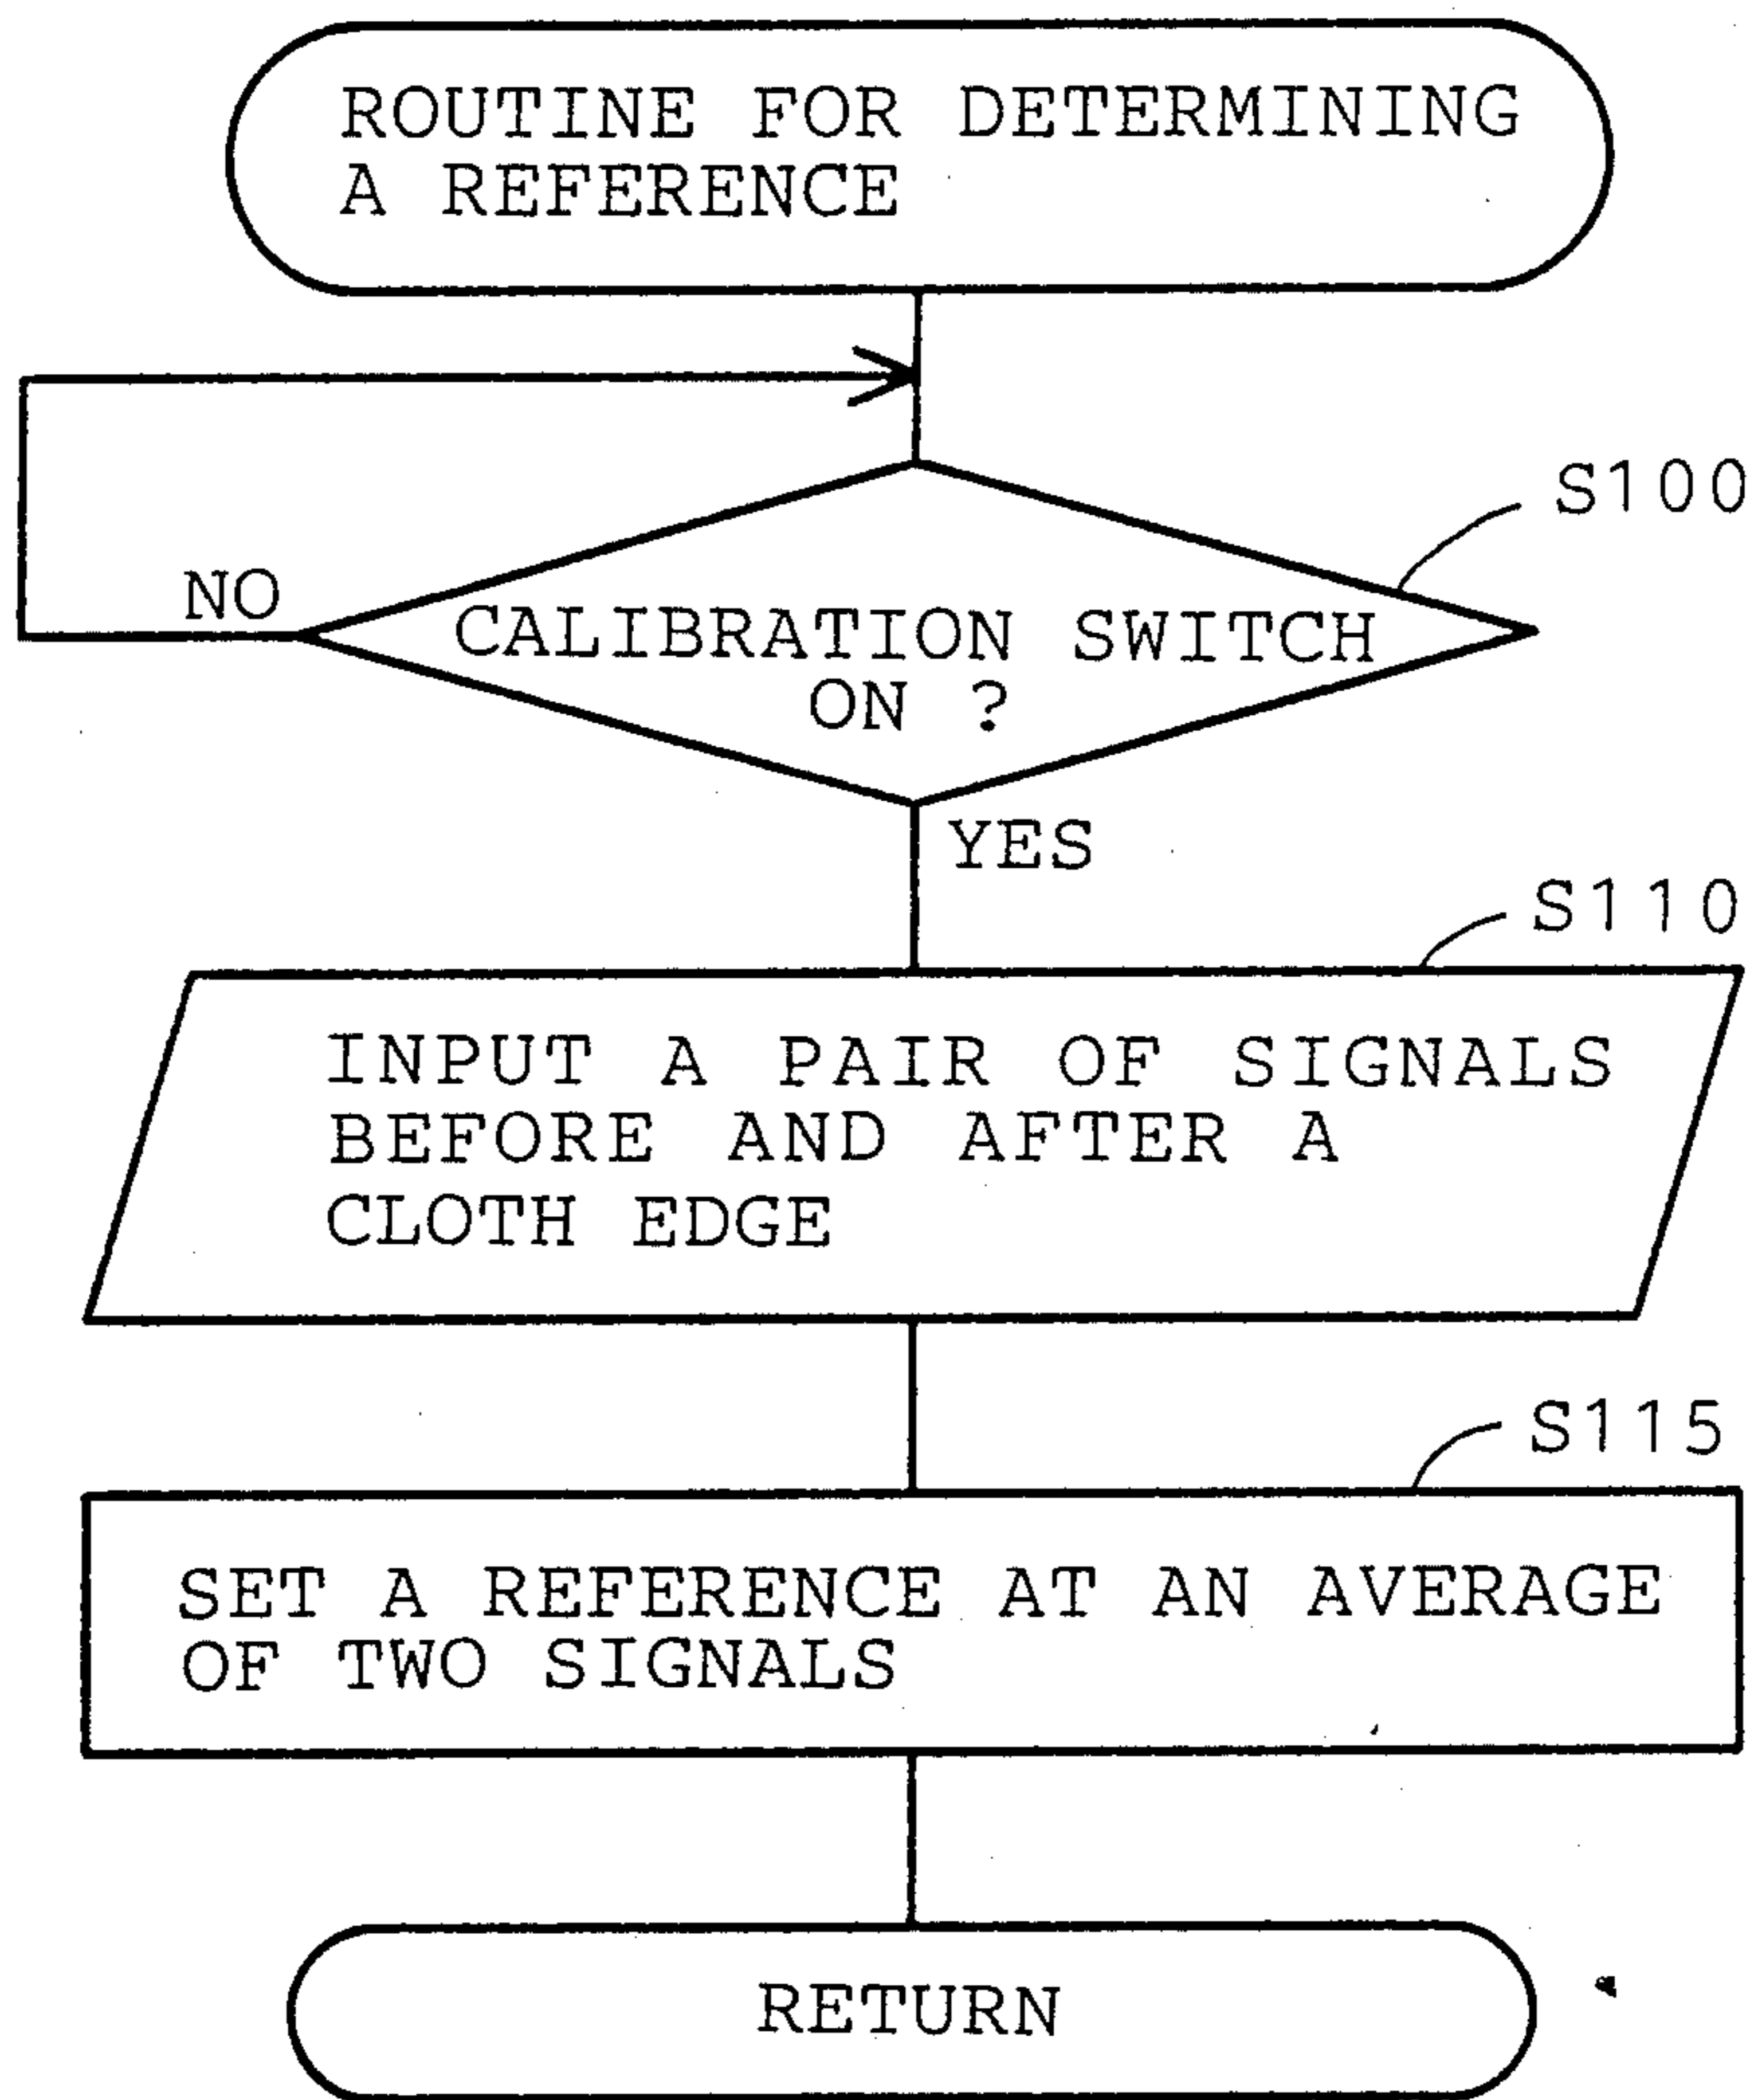 ROUTINE FOR DETERMINING
A REFERENCE
S100
NO
CALIBRATION SWITCH
ON ?
YES
S110
INPUT A PAIR OF SIGNALS
BEFORE AND AFTER A
CLOTH EDGE
S115
SET A REFERENCE AT AN AVERAGE
OF TWO SIGNALS
RETURN